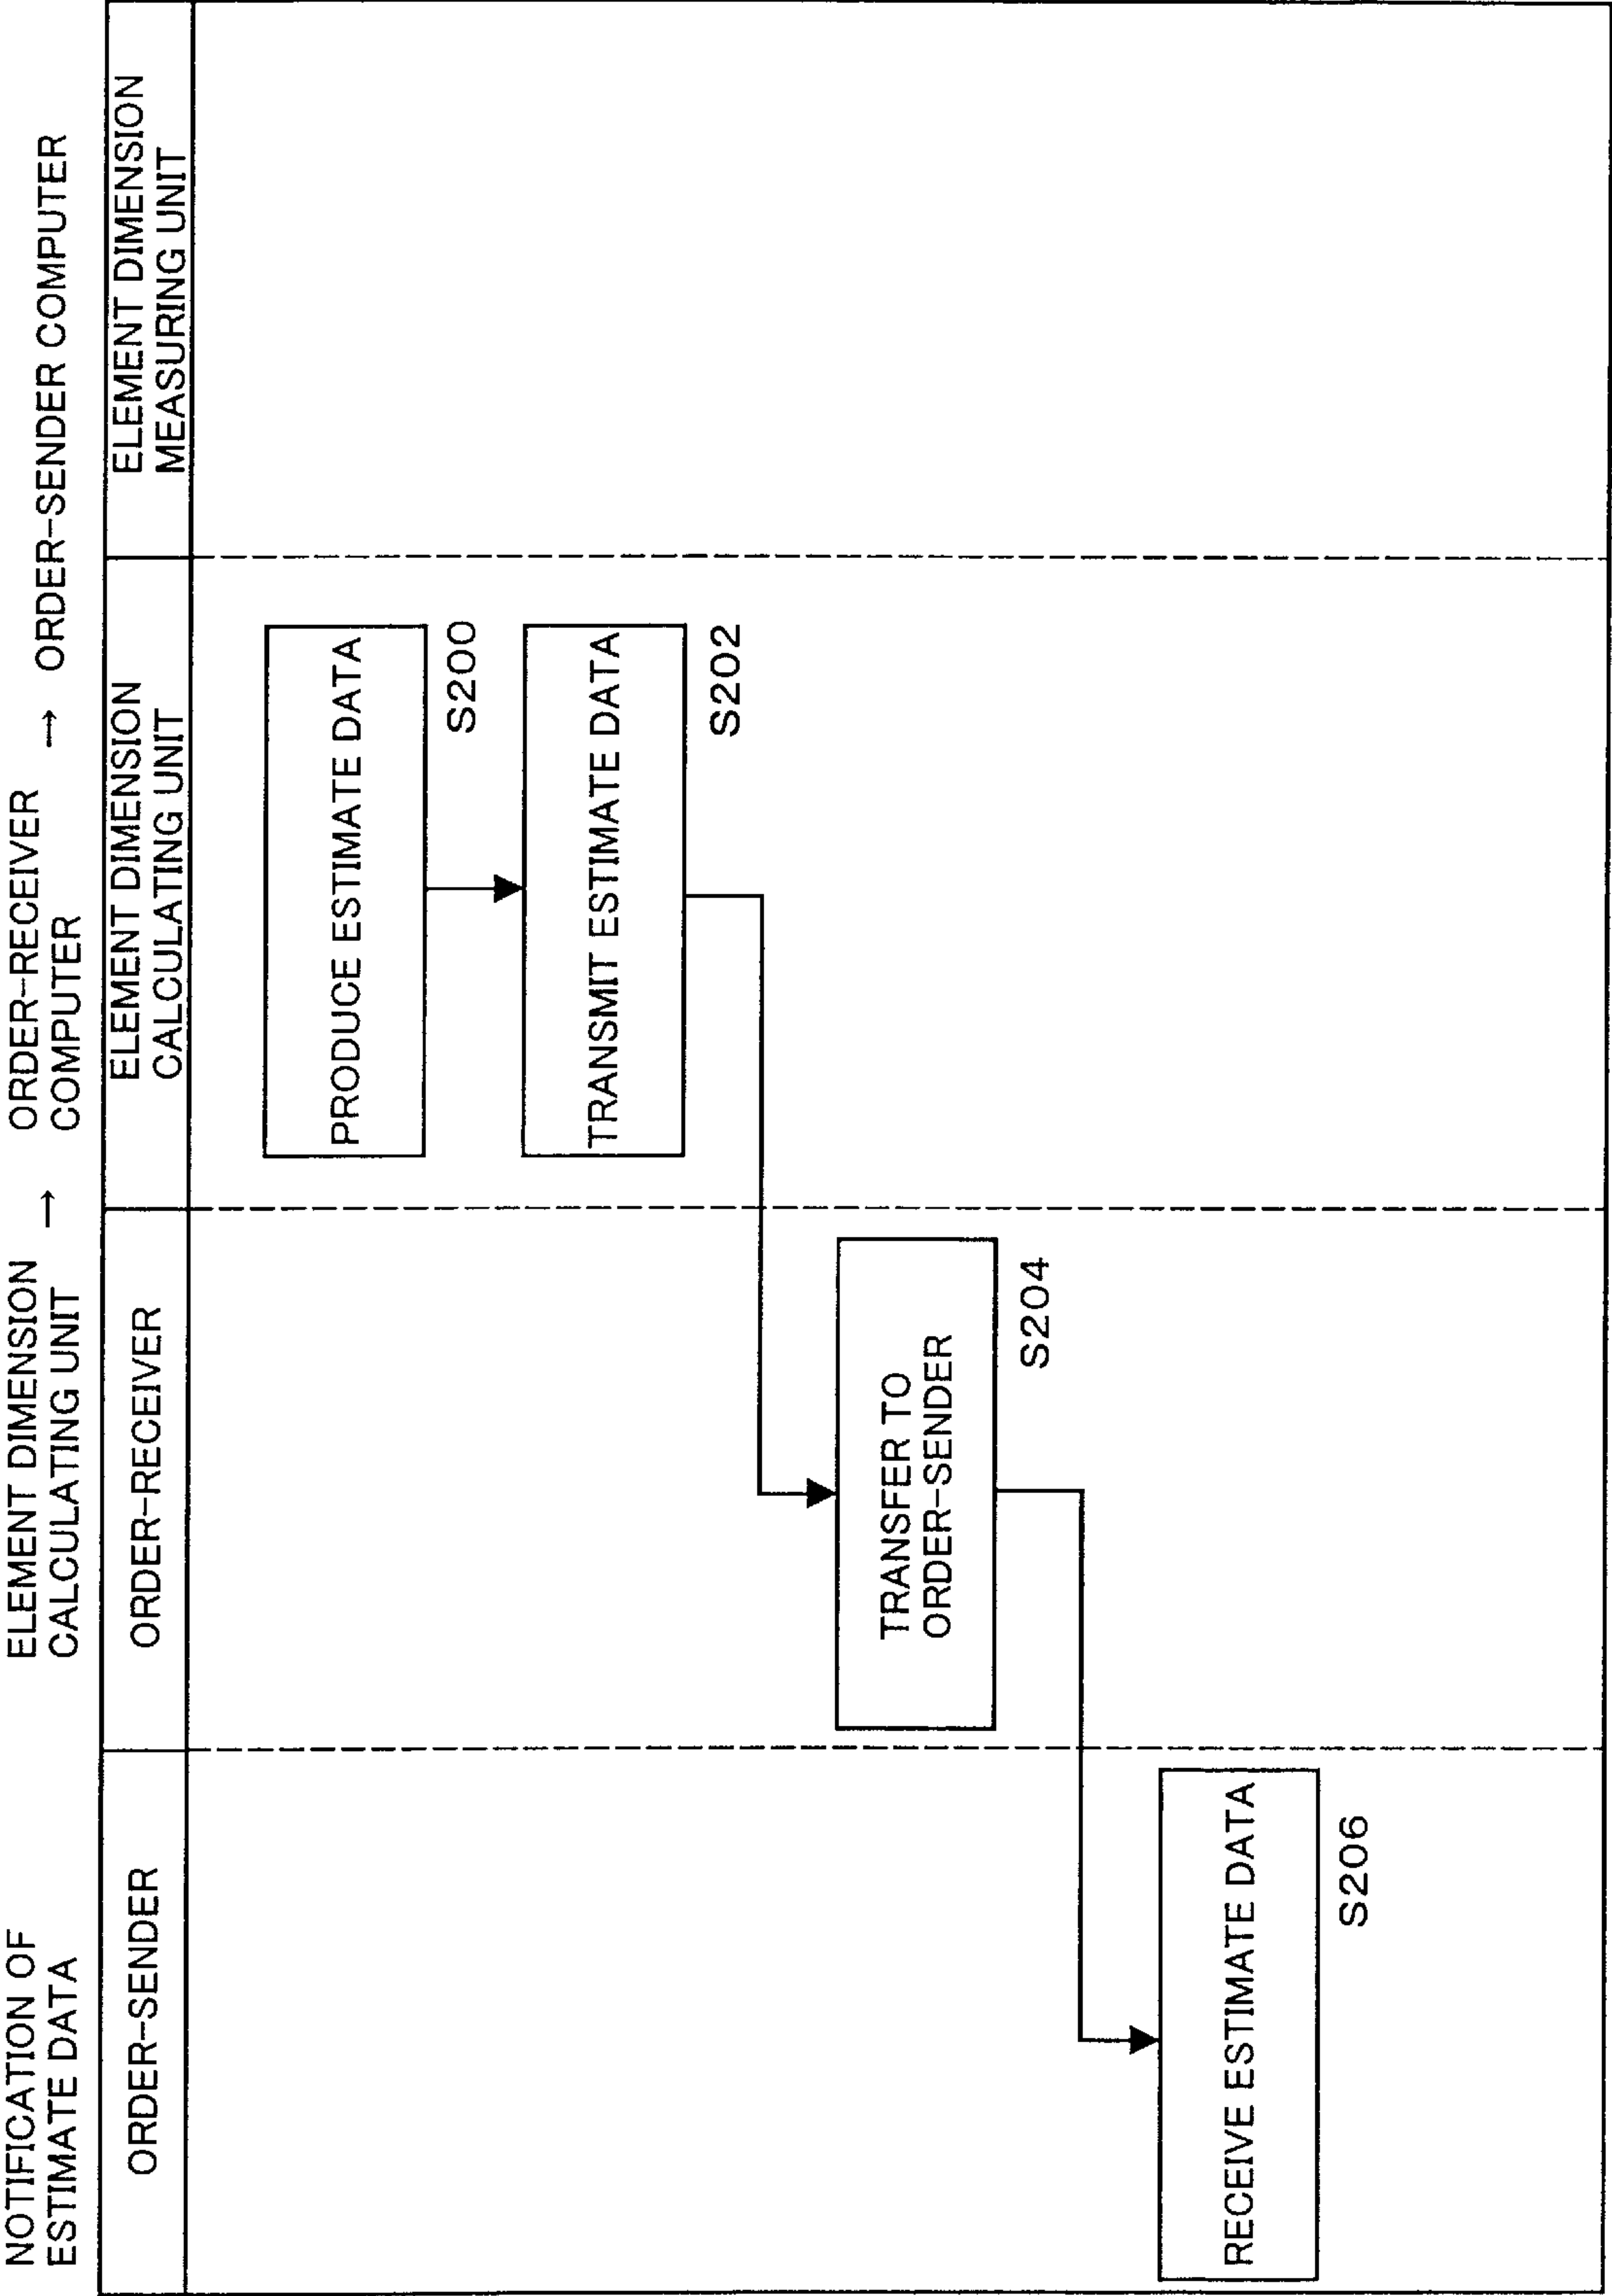 NOTIFICATION OF
ESTIMATE DATA
ELEMENT DIMENSION
CALCULATING UNIT
→
ORDER-RECEIVER
COMPUTER
→
ORDER-SENDER COMPUTER
ORDER-SENDER
ORDER-RECEIVER
ELEMENT DIMENSION
CALCULATING UNIT
ELEMENT DIMENSION
MEASURING UNIT
PRODUCE ESTIMATE DATA
S200
TRANSMIT ESTIMATE DATA
S202
TRANSFER TO
ORDER-SENDER
S204
RECEIVE ESTIMATE DATA
S206